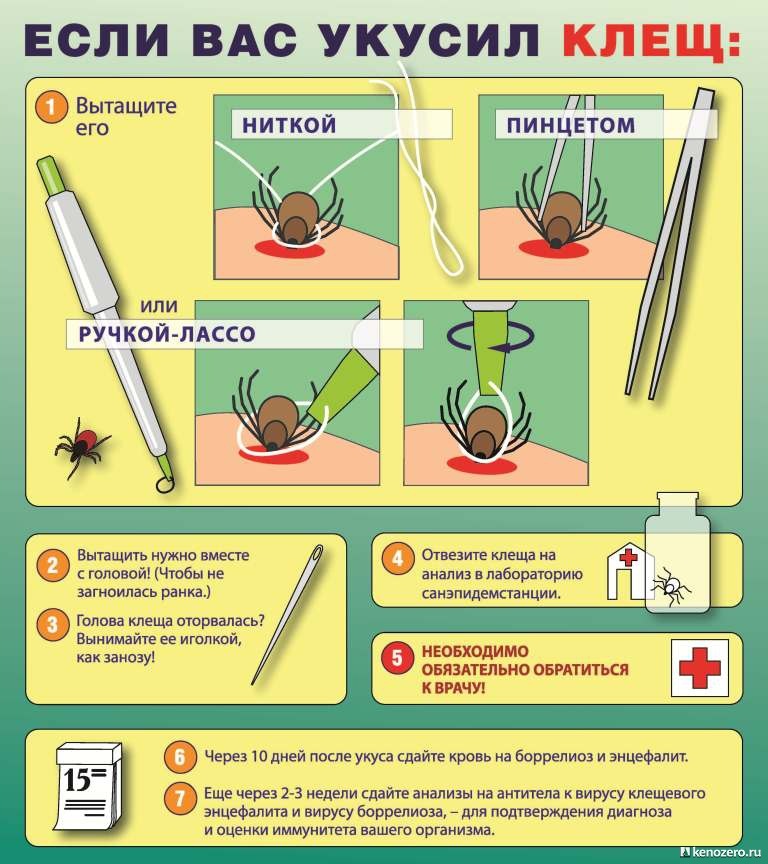 ЕСЛИ ВАС УКУСИЛ КЛЕЩ:
1 Вытащите
его
НИТКОЙ
ПИНЦЕТОМ
ИЛИ
РУЧКОЙ-ЛАССО
2 Вытащить нужно вместе
с головой! (Чтобы не
загноилась ранка.)
3 Голова клеща оторвалась?
Вынимайте ее иголкой,
как занозу!
4 Отвезите клеща на
анализ в лабораторию
санэпидемстанции.
5 НЕОБХОДИМО
ОБЯЗАТЕЛЬНО ОБРАТИТЬСЯ
К ВРАЧУ!
15
6 Через 10 дней после укуса сдайте кровь на боррелиоз и энцефалит.
7 Еще через 2-3 недели сдайте анализы на антитела к вирусу клещевого
энцефалита и вирусу боррелиоза, – для подтверждения диагноза
и оценки иммунитета вашего организма.
kenozero.ru